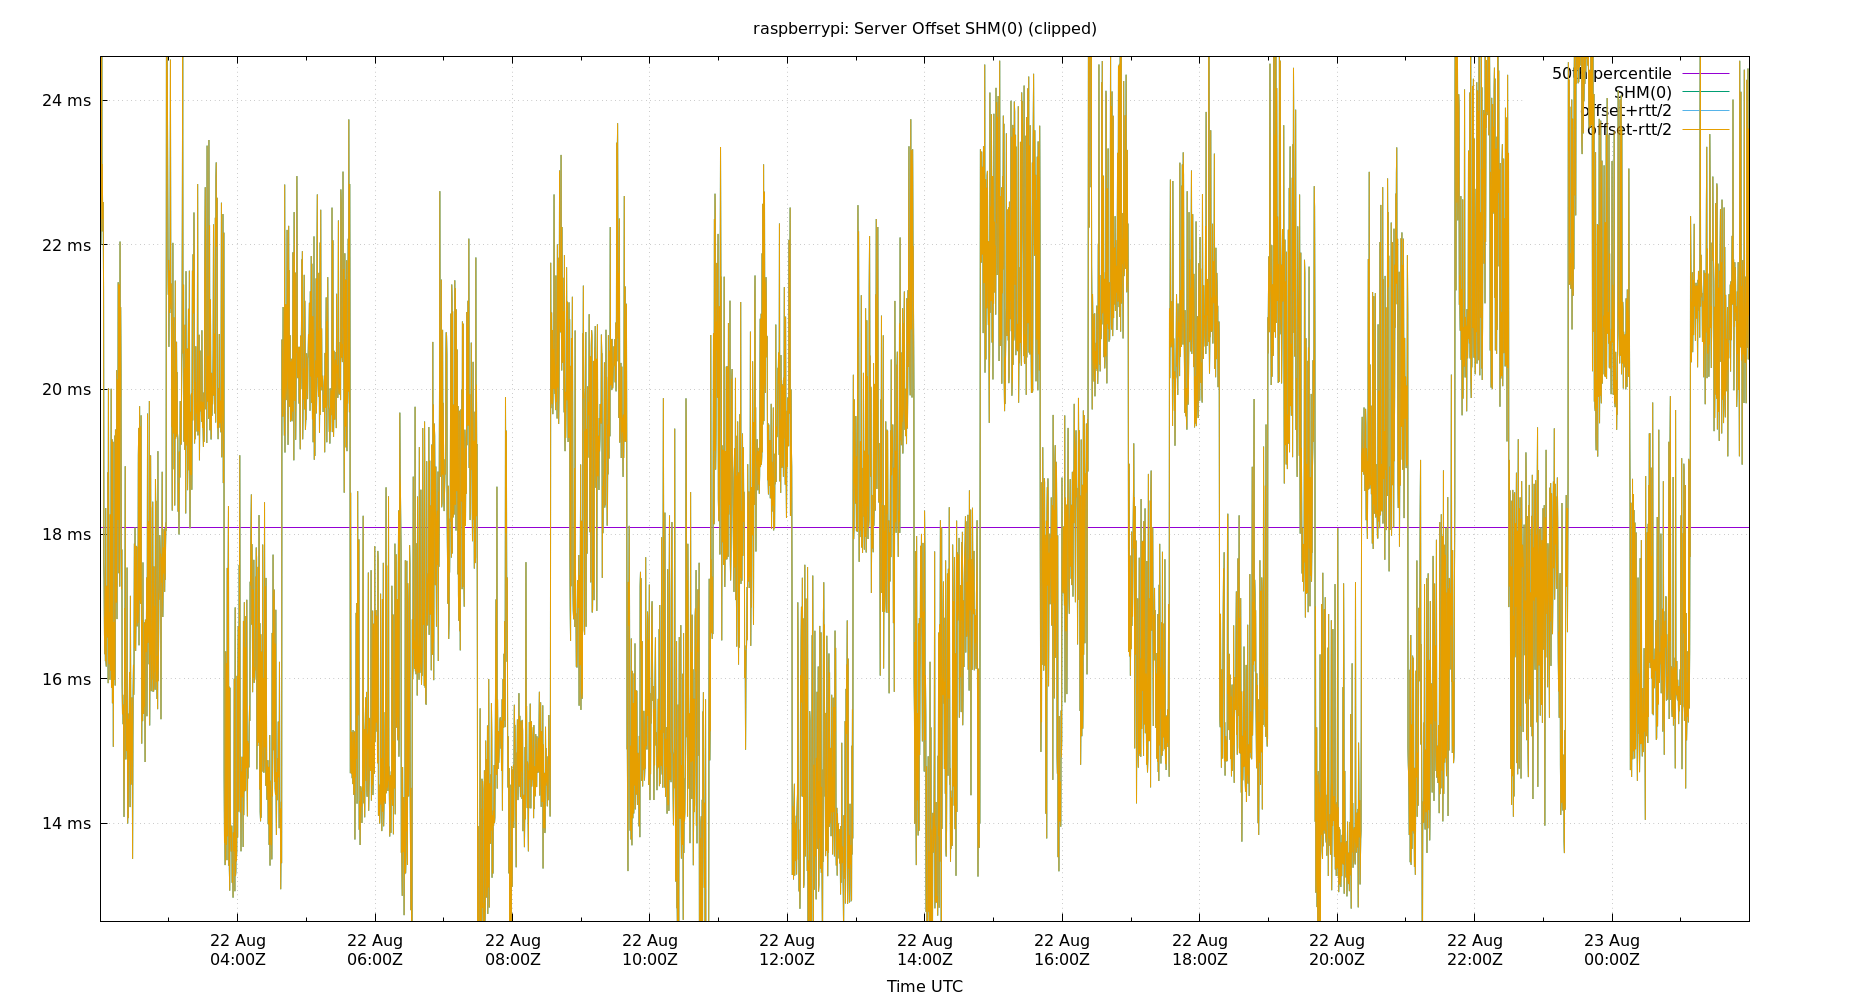 raspberrypi: Server Offset SHM(0) (clipped)
50th percentile
SHM(0)
offset+rtt/2
offset-rtt/2
24 ms
22 ms
20 ms
18 ms
16 ms
14 ms
22 Aug 22 Aug 22 Aug 22 Aug 22 Aug 22 Aug 22 Aug 22 Aug 22 Aug 22 Aug 23 Aug
04:00Z 06:00Z 08:00Z 10:00Z 12:00Z 14:00Z 16:00Z 18:00Z 20:00Z 22:00Z 00:00Z
Time UTC